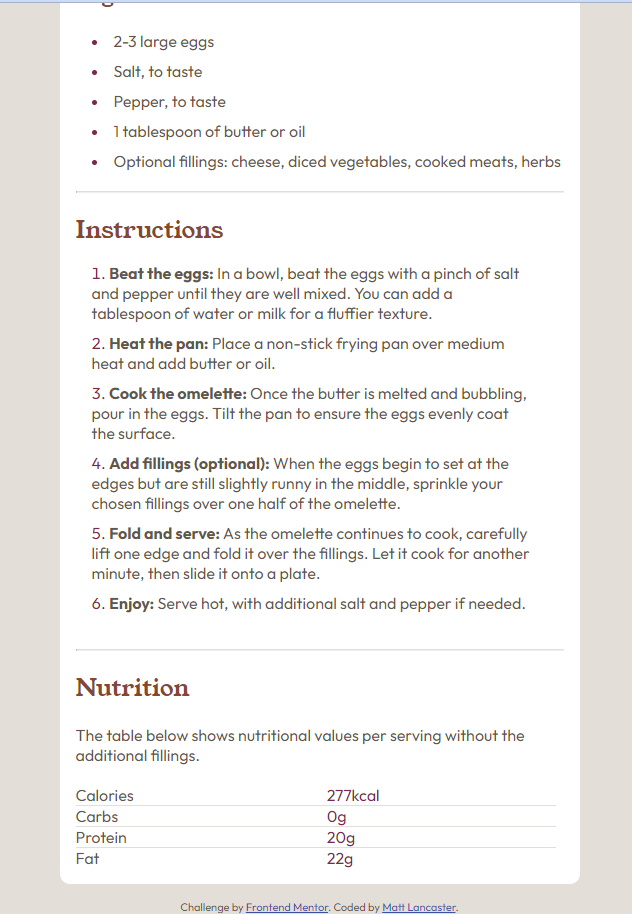 2-3 large eggs
Salt, to taste
Pepper, to taste
1 tablespoon of butter or oil
Optional fillings: cheese, diced vegetables, cooked meats, herbs
Instructions
1. Beat the eggs: In a bowl, beat the eggs with a pinch of salt
and pepper until they are well mixed. You can add a
tablespoon of water or milk for a fluffier texture.
2. Heat the pan: Place a non-stick frying pan over medium
heat and add butter or oil.
3. Cook the omelette: Once the butter is melted and bubbling,
pour in the eggs. Tilt the pan to ensure the eggs evenly coat
the surface.
4. Add fillings (optional): When the eggs begin to set at the
edges but are still slightly runny in the middle, sprinkle your
chosen fillings over one half of the omelette.
5. Fold and serve: As the omelette continues to cook, carefully
lift one edge and fold it over the fillings. Let it cook for another
minute, then slide it onto a plate.
6. Enjoy: Serve hot, with additional salt and pepper if needed.
Nutrition
The table below shows nutritional values per serving without the
additional fillings.
Calories 277kcal
Carbs 0g
Protein 20g
Fat 22g
Challenge by Frontend Mentor. Coded by Matt Lancaster.